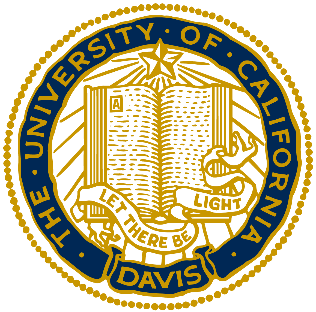 · THE · UNIVERSITY · OF · CALIFORNIA ·
A
LET THERE BE
LIGHT
DAVIS